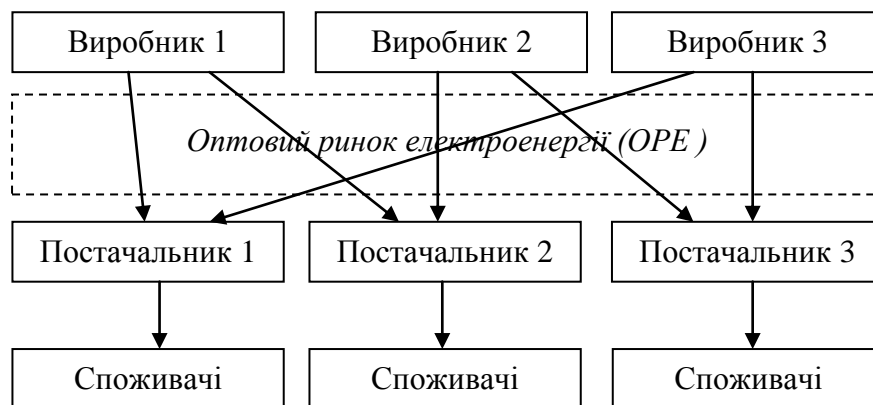 Виробник 1
Виробник 2
Виробник 3
Оптовий ринок електроенергії (ОРЕ )
Постачальник 1
Постачальник 2
Постачальник 3
Споживачі
Споживачі
Споживачі